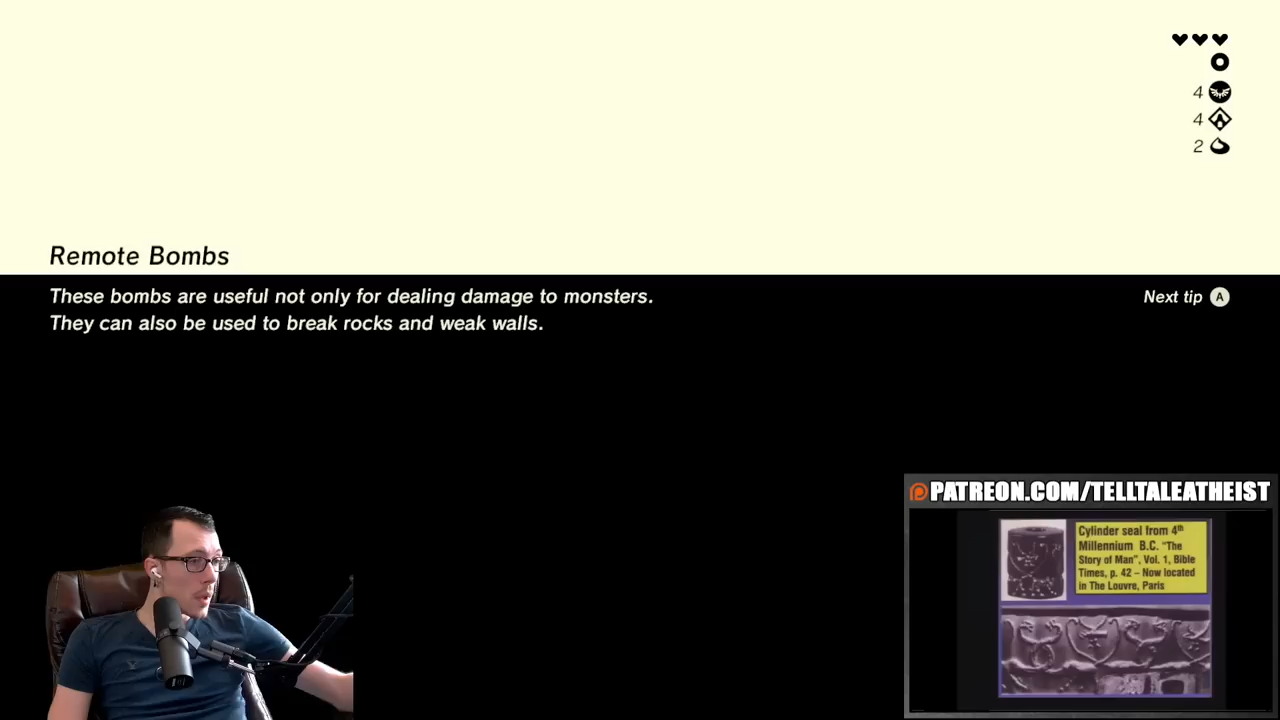 4
4
2
Remote Bombs
These bombs are useful not only for dealing damage to monsters.
Next tip A
They can also be used to break rocks and weak walls.
PATREON.COM/TELLTALEATHEIST
Cylinder seal from 4th
Millennium B.C. "The
Story of Man", Vol. 1, Bible
Times, p. 42 – Now located
in The Louvre, Paris